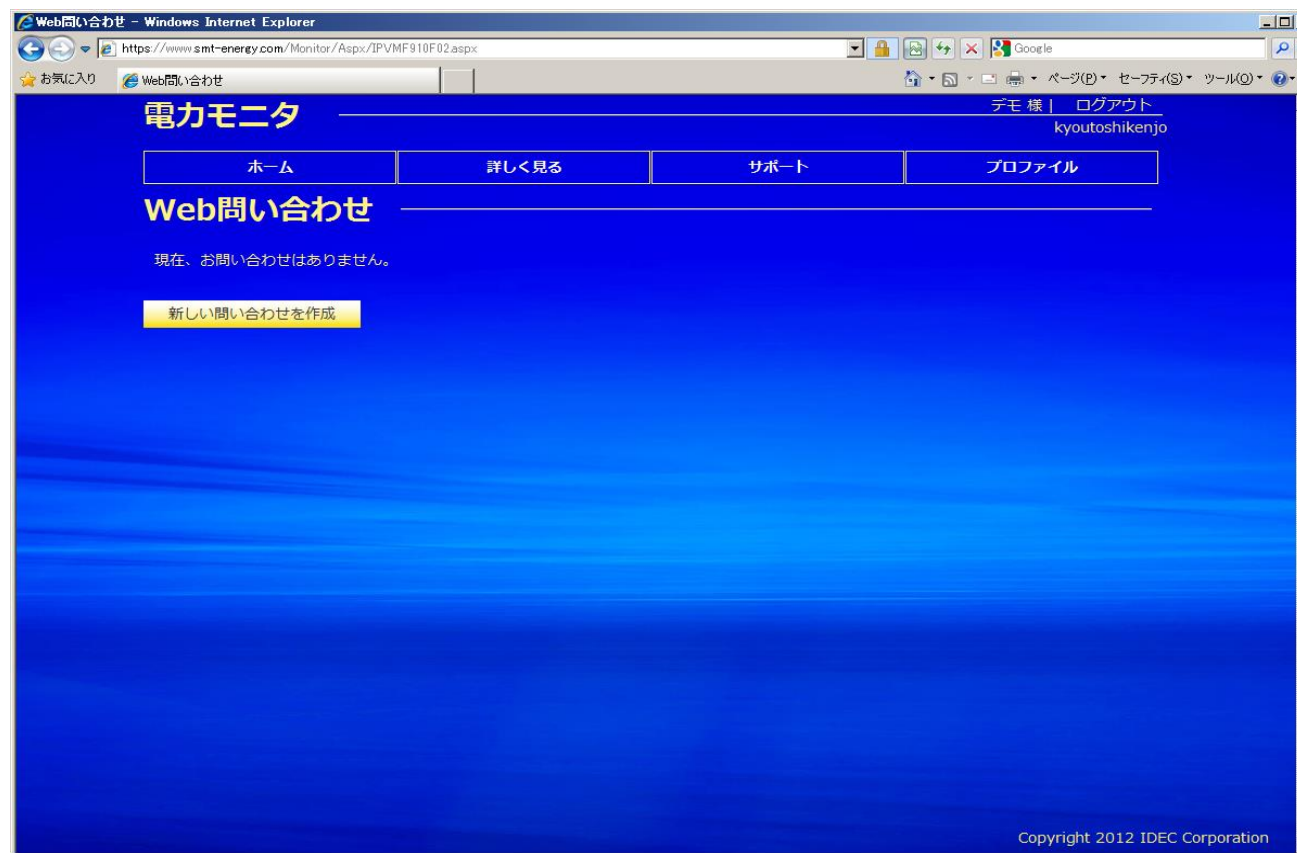 Web問い合わせ - Windows Internet Explorer
https://www.smt-energy.com/Monitor/Aspx/IPVMF910F02.aspx
Google
お気に入り
Web問い合わせ
ページ(P)
セーフティ(S)
ツール(O)
電力モニタ
デモ 様 | ログアウト
kyoutoshikenjo
ホーム
詳しく見る
サポート
プロファイル
Web問い合わせ
現在、お問い合わせはありません。
新しい問い合わせを作成
Copyright 2012 IDEC Corporation